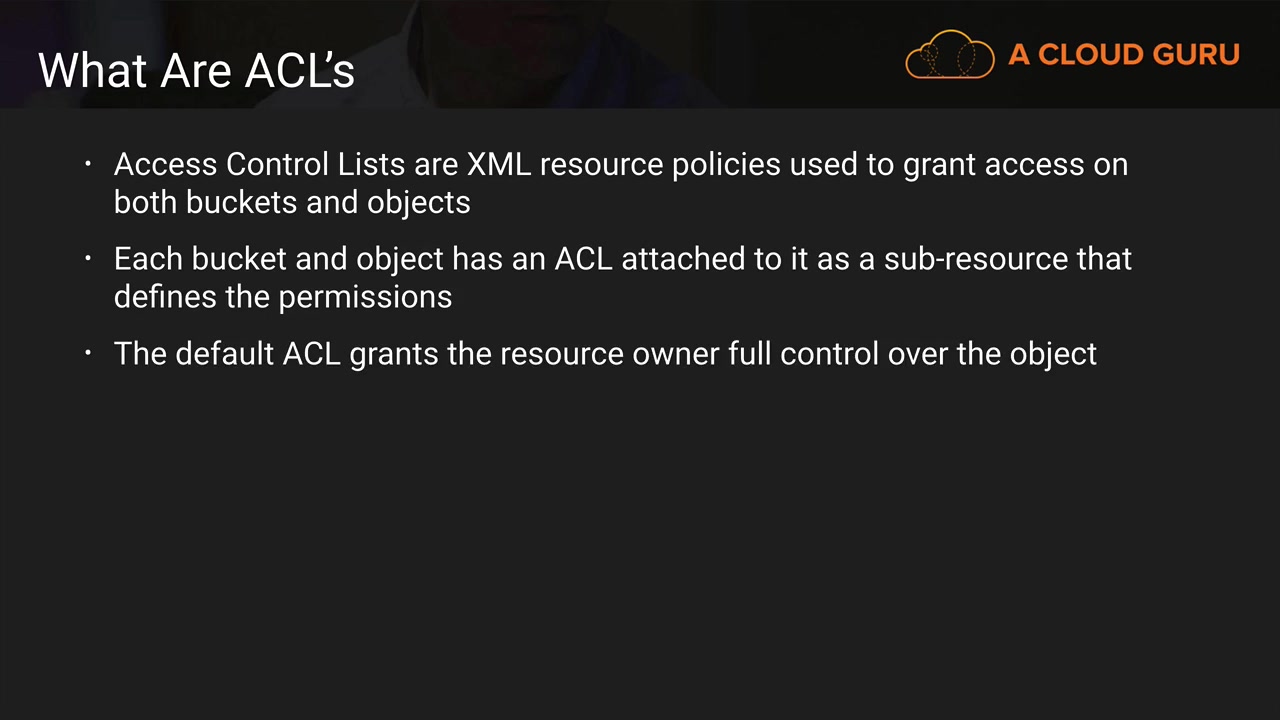 What Are ACL’s
A CLOUD GURU
• Access Control Lists are XML resource policies used to grant access on
both buckets and objects
• Each bucket and object has an ACL attached to it as a sub-resource that
defines the permissions
• The default ACL grants the resource owner full control over the object